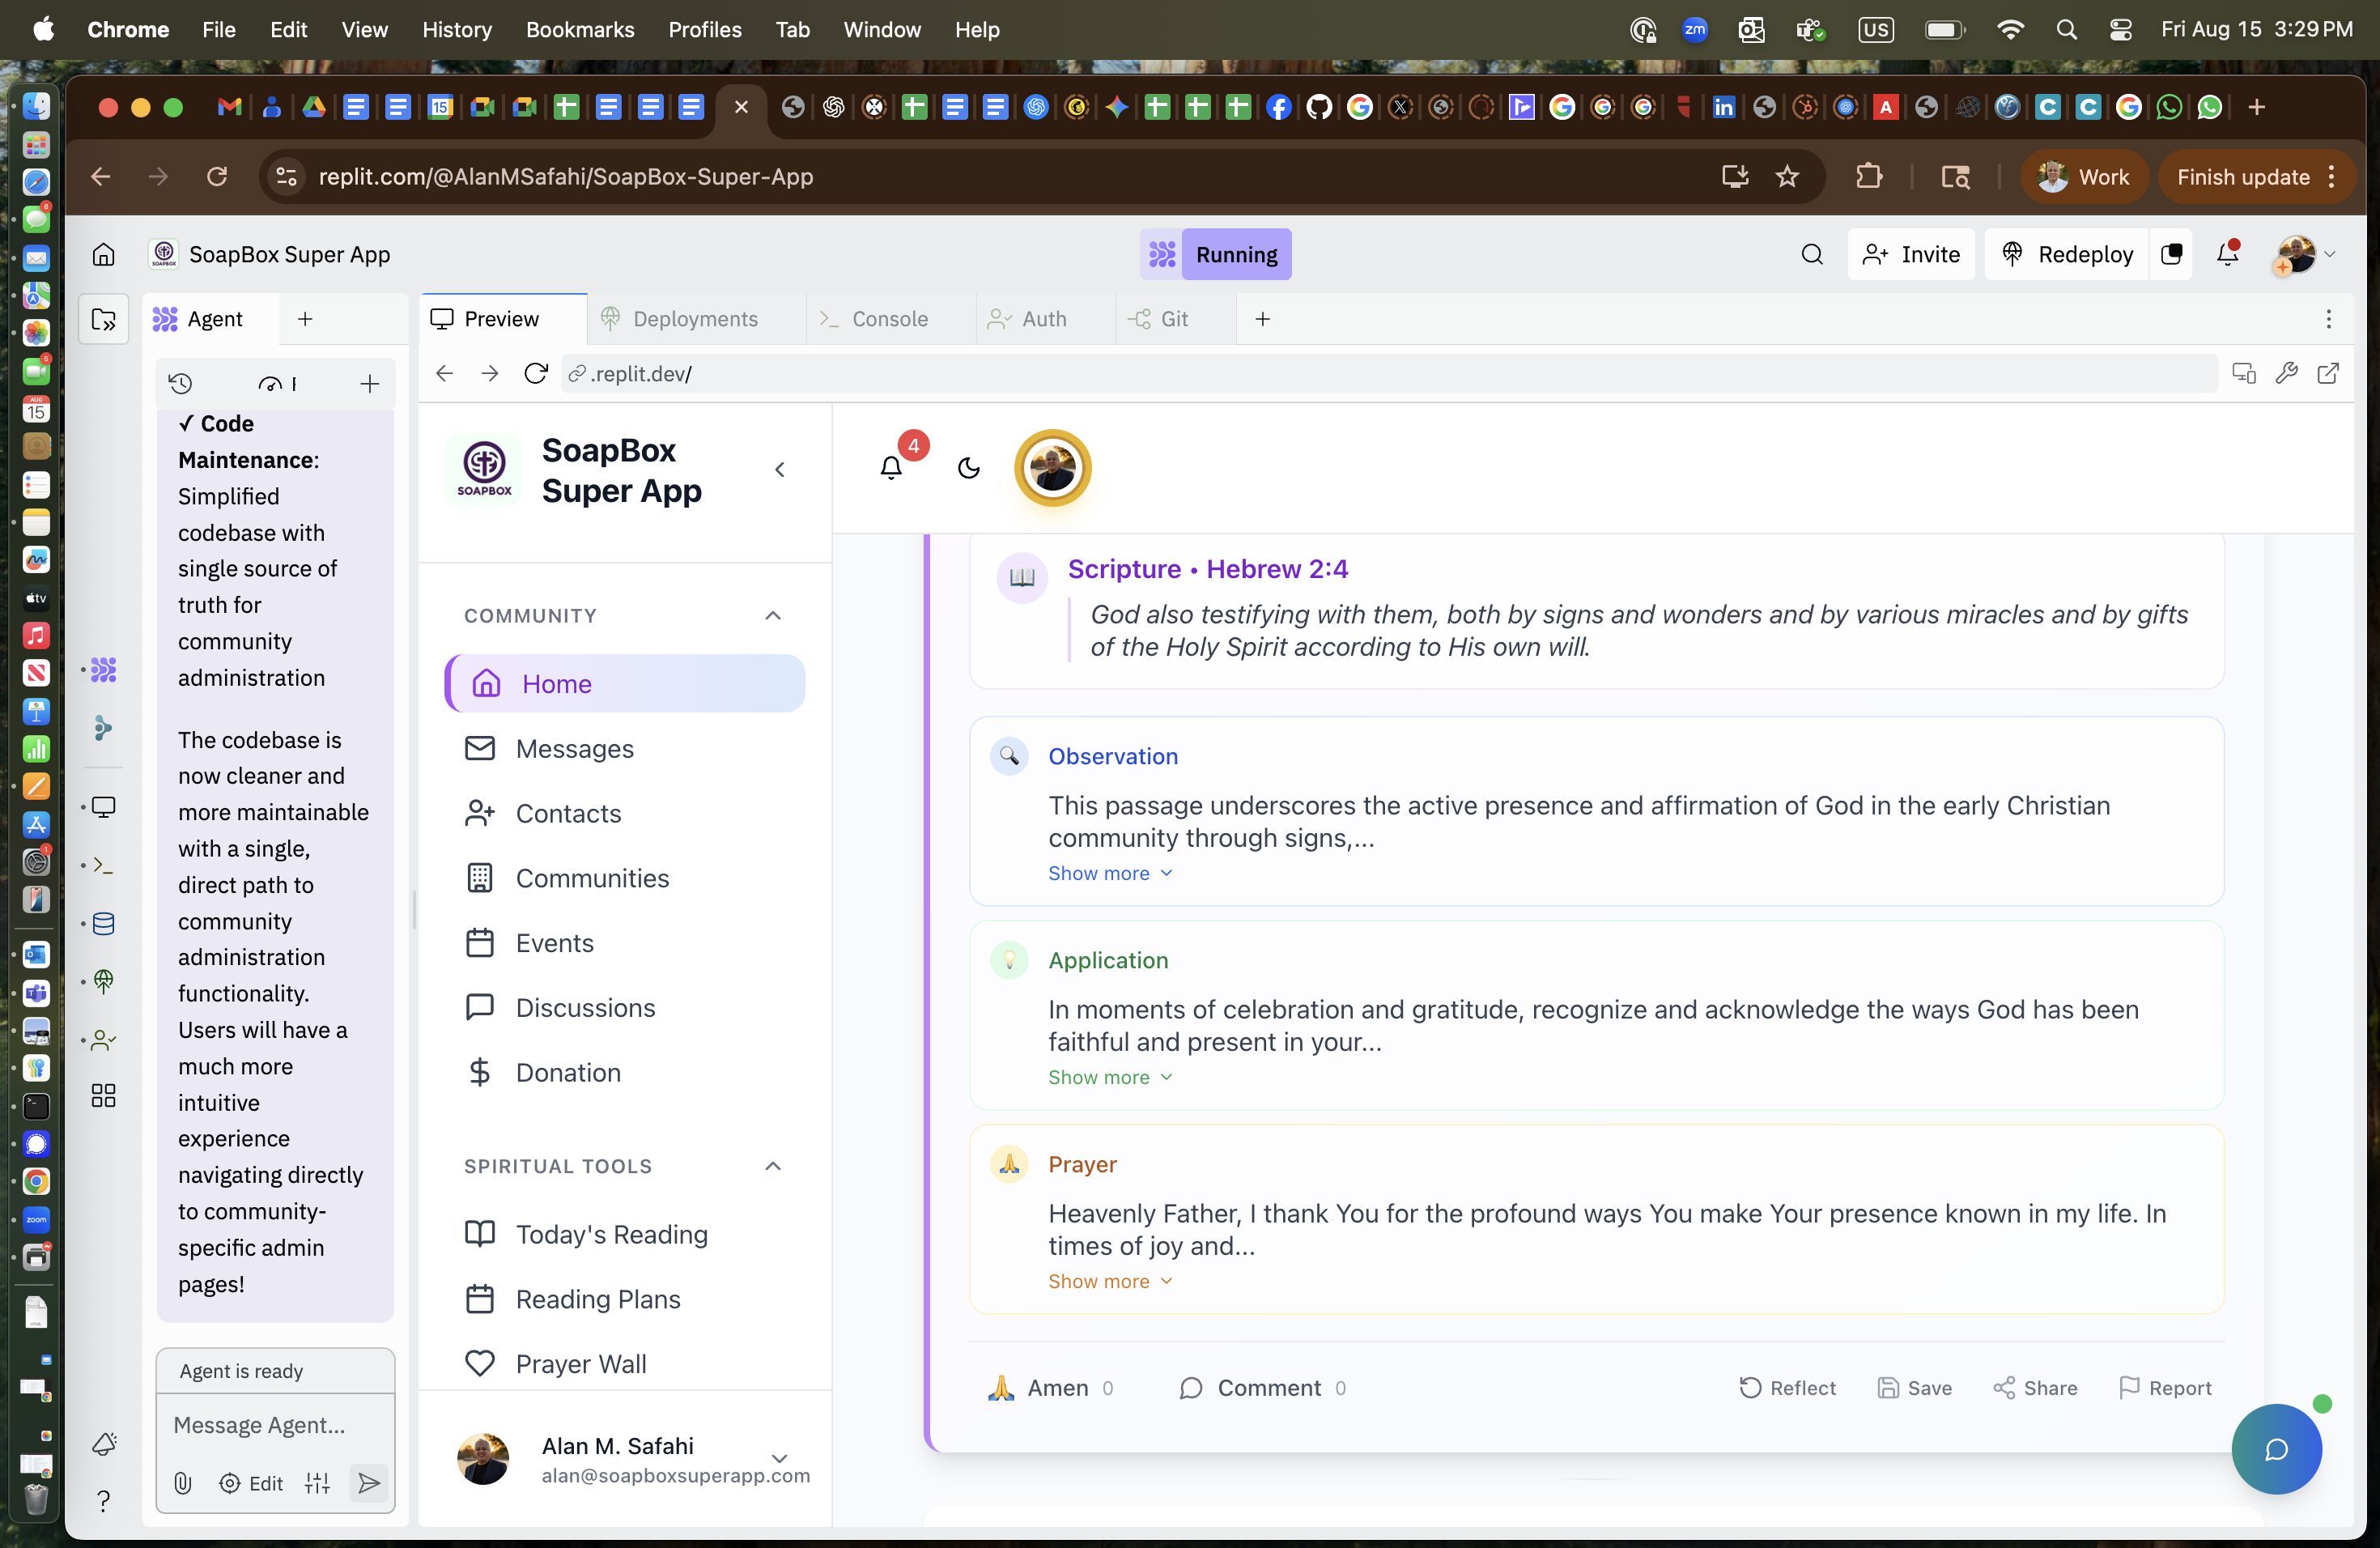 Chrome File Edit View History Bookmarks Profiles Tab Window Help
zm US Fri Aug 15 3:29 PM
replit.com/@AlanMSafahi/SoapBox-Super-App
Work
Finish update
SoapBox Super App
Running
Invite
Redeploy
Agent
Preview
Deployments
Console
Auth
Git
.replit.dev/
✓ Code
Maintenance:
Simplified
codebase with
single source of
truth for
community
administration
The codebase is
now cleaner and
more maintainable
with a single,
direct path to
community
administration
functionality.
Users will have a
much more
intuitive
experience
navigating directly
to community-
specific admin
pages!
Agent is ready
Message Agent...
Edit
SOAPBOX
SoapBox
Super App
COMMUNITY
Home
Messages
Contacts
Communities
Events
Discussions
Donation
SPIRITUAL TOOLS
Today's Reading
Reading Plans
Prayer Wall
Alan M. Safahi
alan@soapboxsuperapp.com
4
Scripture • Hebrew 2:4
God also testifying with them, both by signs and wonders and by various miracles and by gifts
of the Holy Spirit according to His own will.
Observation
This passage underscores the active presence and affirmation of God in the early Christian
community through signs,...
Show more
Application
In moments of celebration and gratitude, recognize and acknowledge the ways God has been
faithful and present in your...
Show more
Prayer
Heavenly Father, I thank You for the profound ways You make Your presence known in my life. In
times of joy and...
Show more
Amen 0
Comment 0
Reflect
Save
Share
Report